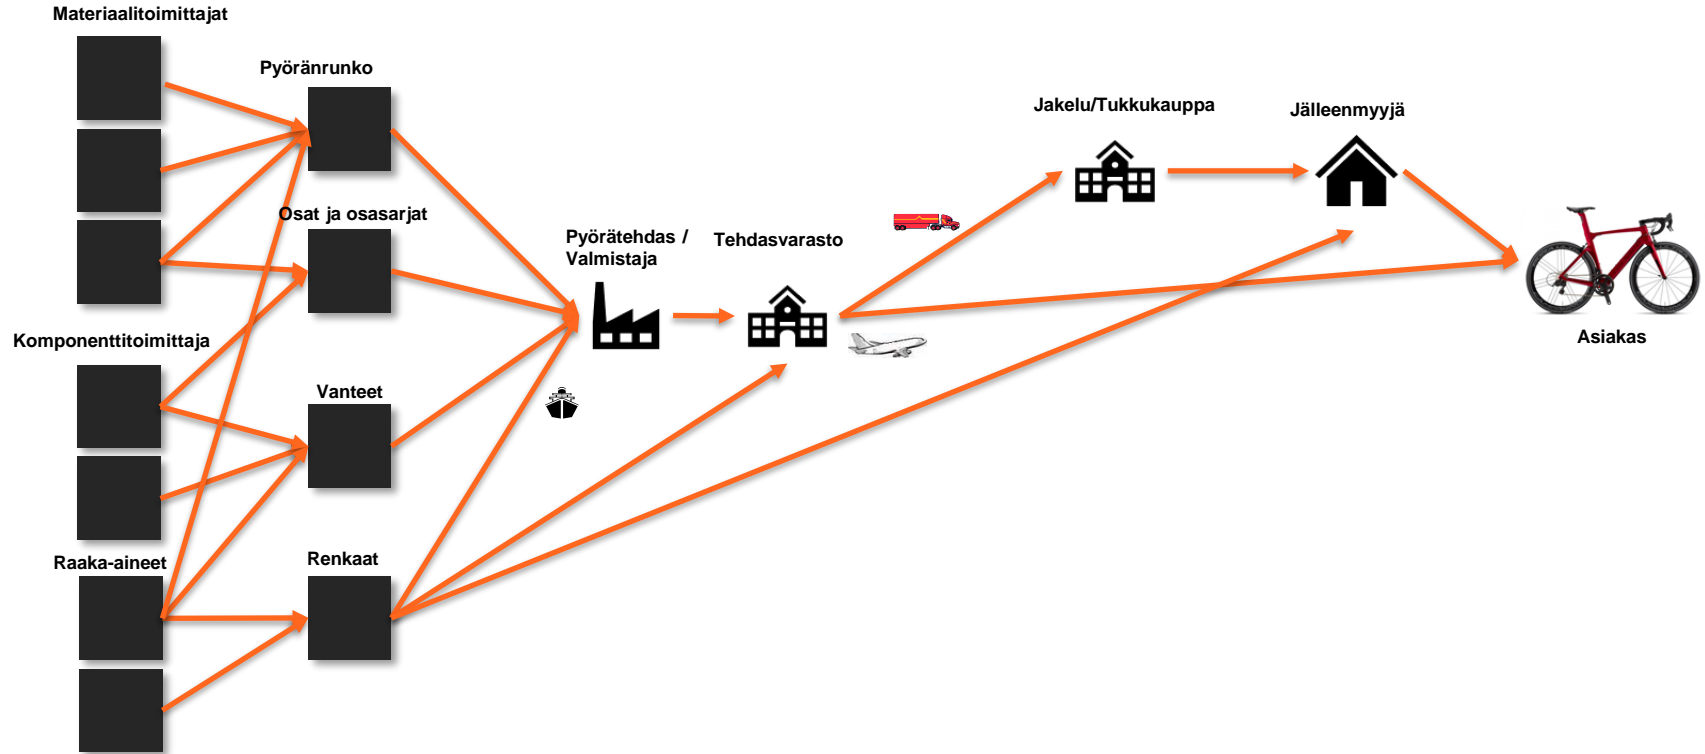 Materiaalitoimittajat
Pyöränrunko
Jakelu/Tukkukauppa
Jälleenmyyjä
Osat ja osasarjat
Pyörätehdas /
Valmistaja
Tehdasvarasto
Komponenttitoimittaja
Asiakas
Vanteet
Raaka-aineet
Renkaat